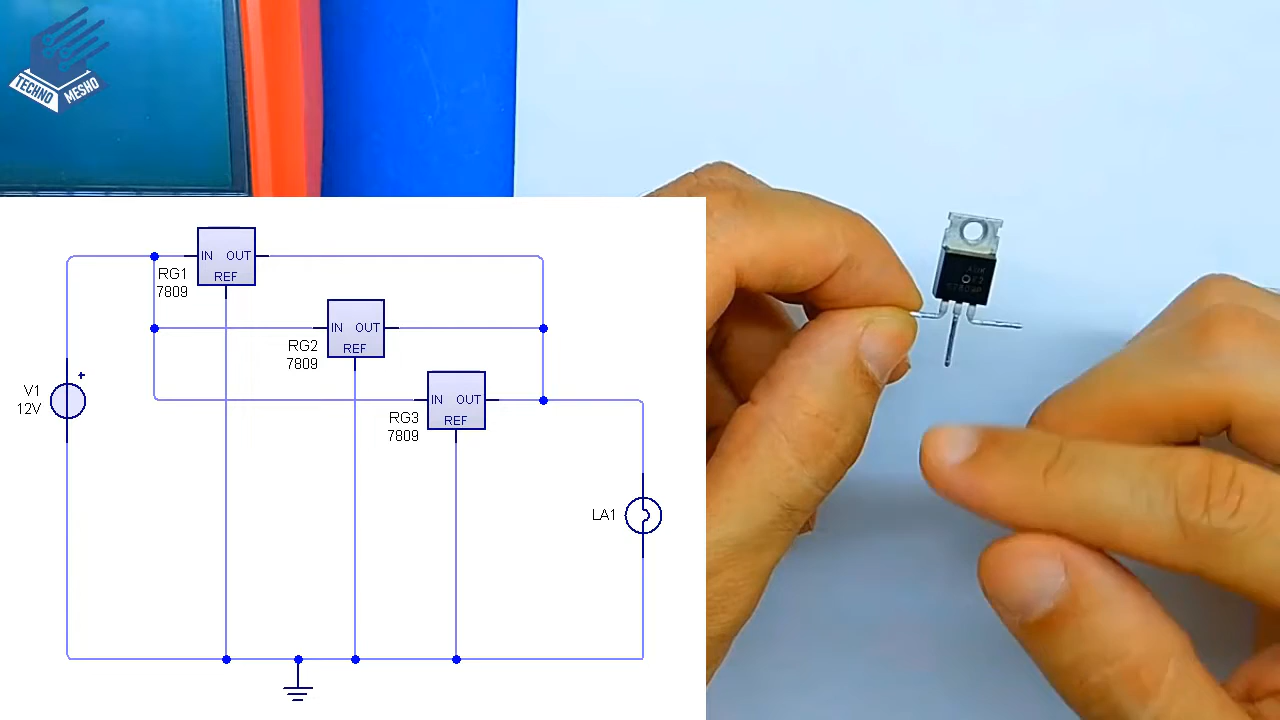 TECHNO
MESHO
IN OUT
REF
RG1
7809
IN OUT
REF
RG2
7809
IN OUT
REF
RG3
7809
+
V1
12V
LA1